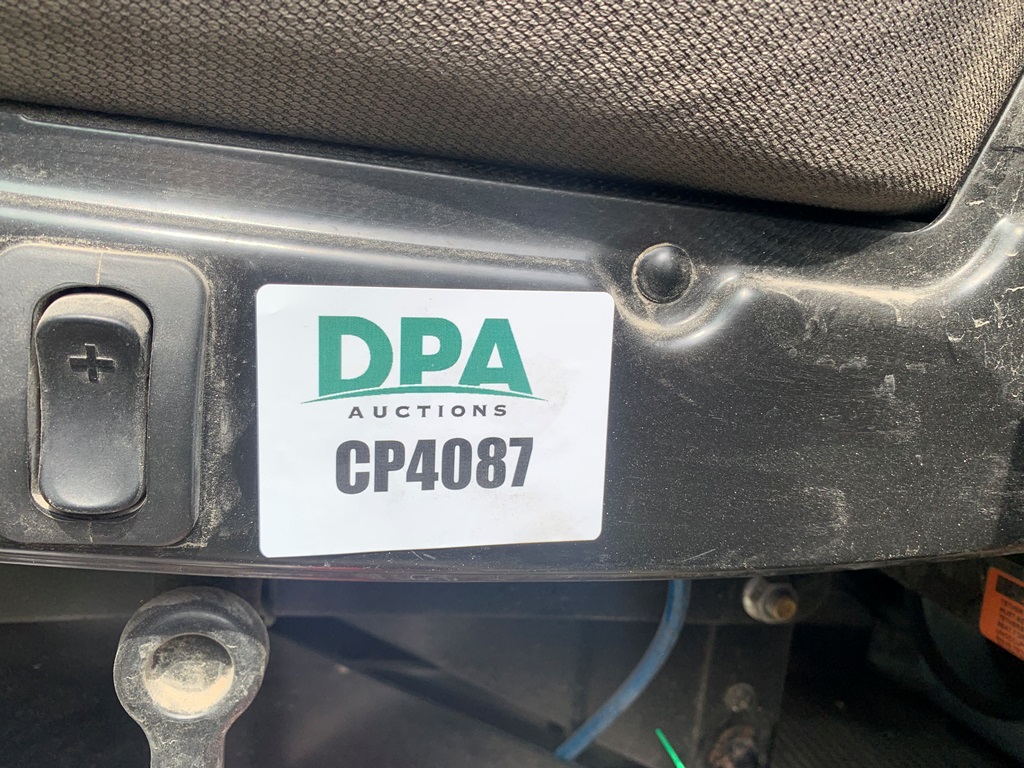 +
DPA
AUCTIONS
CP4087